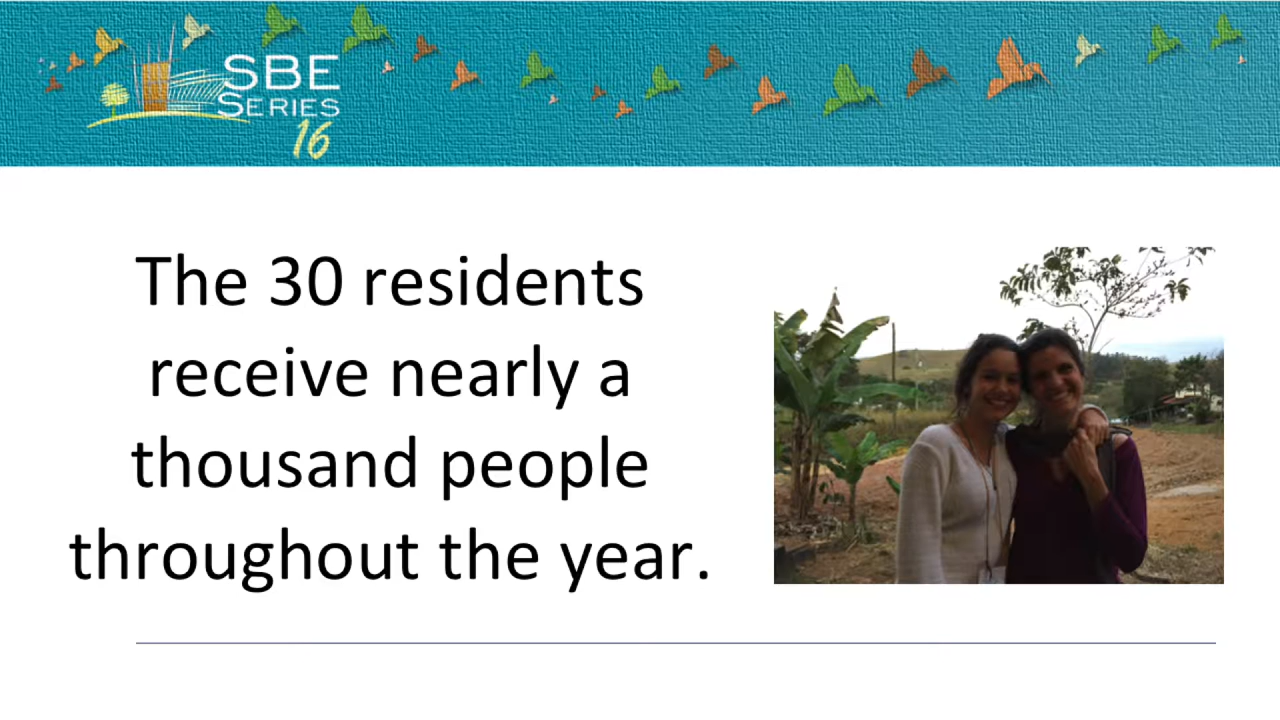 SBE
SERIES
16
The 30 residents
receive nearly a
thousand people
throughout the year.